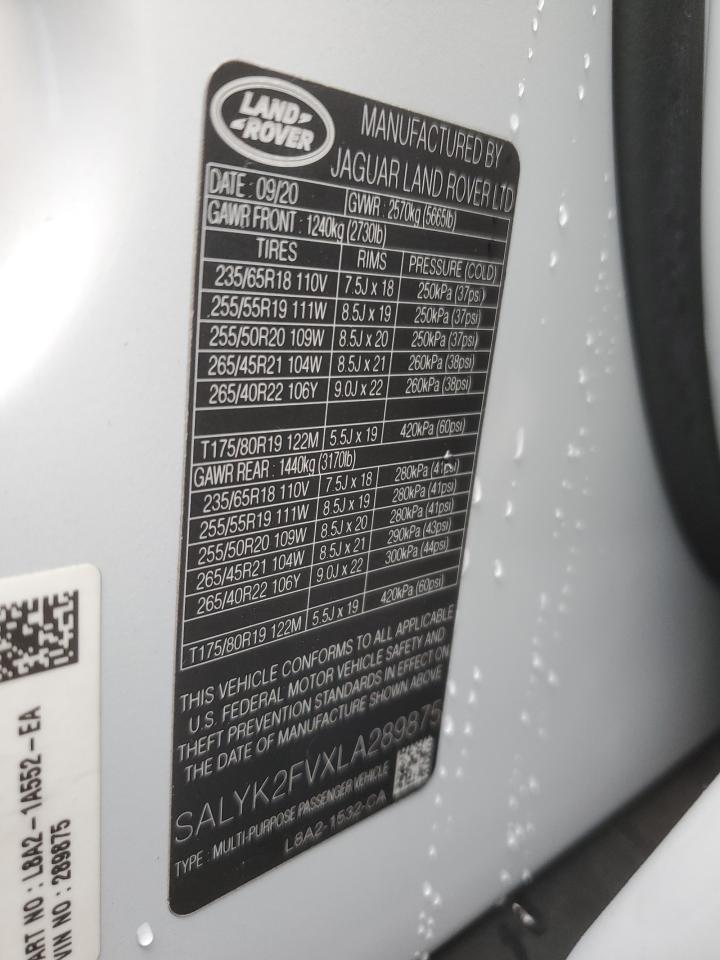 LAND ROVER
MANUFACTURED BY
JAGUAR LAND ROVER LTD
DATE : 09/20 GVWR : 2570kg (5665lb)
GAWR FRONT : 1240kg (2730lb)
TIRES RIMS PRESSURE (COLD)
235/65R18 110V 7.5J x 18 250kPa (37psi)
255/55R19 111W 8.5J x 19 250kPa (37psi)
255/50R20 109W 8.5J x 20 250kPa (37psi)
265/45R21 104W 8.5J x 21 260kPa (38psi)
265/40R22 106Y 9.0J x 22 260kPa (38psi)
T175/80R19 122M 5.5J x 19 420kPa (60psi)
GAWR REAR : 1440kg (3170lb)
235/65R18 110V 7.5J x 18 280kPa (41psi)
255/55R19 111W 8.5J x 19 280kPa (41psi)
255/50R20 109W 8.5J x 20 280kPa (41psi)
265/45R21 104W 8.5J x 21 290kPa (43psi)
265/40R22 106Y 9.0J x 22 300kPa (44psi)
T175/80R19 122M 5.5J x 19 420kPa (60psi)
THIS VEHICLE CONFORMS TO ALL APPLICABLE
U.S. FEDERAL MOTOR VEHICLE SAFETY AND
THEFT PREVENTION STANDARDS IN EFFECT ON
THE DATE OF MANUFACTURE SHOWN ABOVE
SALYK2FVXLA289875
TYPE : MULTI-PURPOSE PASSENGER VEHICLE
L8A2-1532-CA
ART NO : L8A2-1A552-EA
VIN NO : 289875